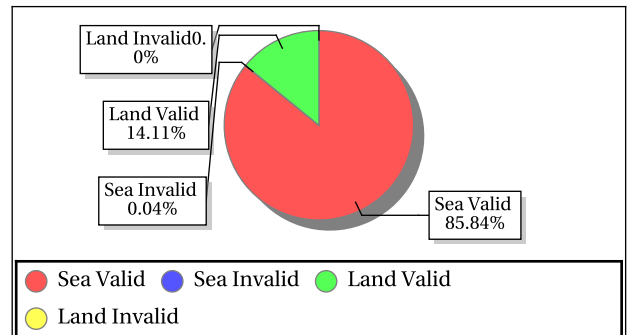 Land Invalid0.
0%
Land Valid
14.11%
Sea Invalid
0.04%
Sea Valid
85.84%
Sea Valid
Sea Invalid
Land Valid
Land Invalid